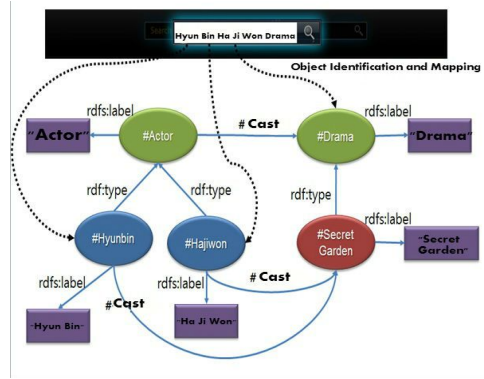 Hyun Bin Ha Ji Won Drama
Object Identification and Mapping
rdfs:label
rdfs:label
"Actor"
#Actor
# Cast
#Drama
"Drama"
rdf:type
rdf:type
rdf:type
#Hyunbin
#Hajiwon
#Secret
Garden
rdfs:label
"Secret
Garden"
rdfs:label
rdfs:label
# Cast
#Cast
"Hyun Bin"
"Ha Ji Won"